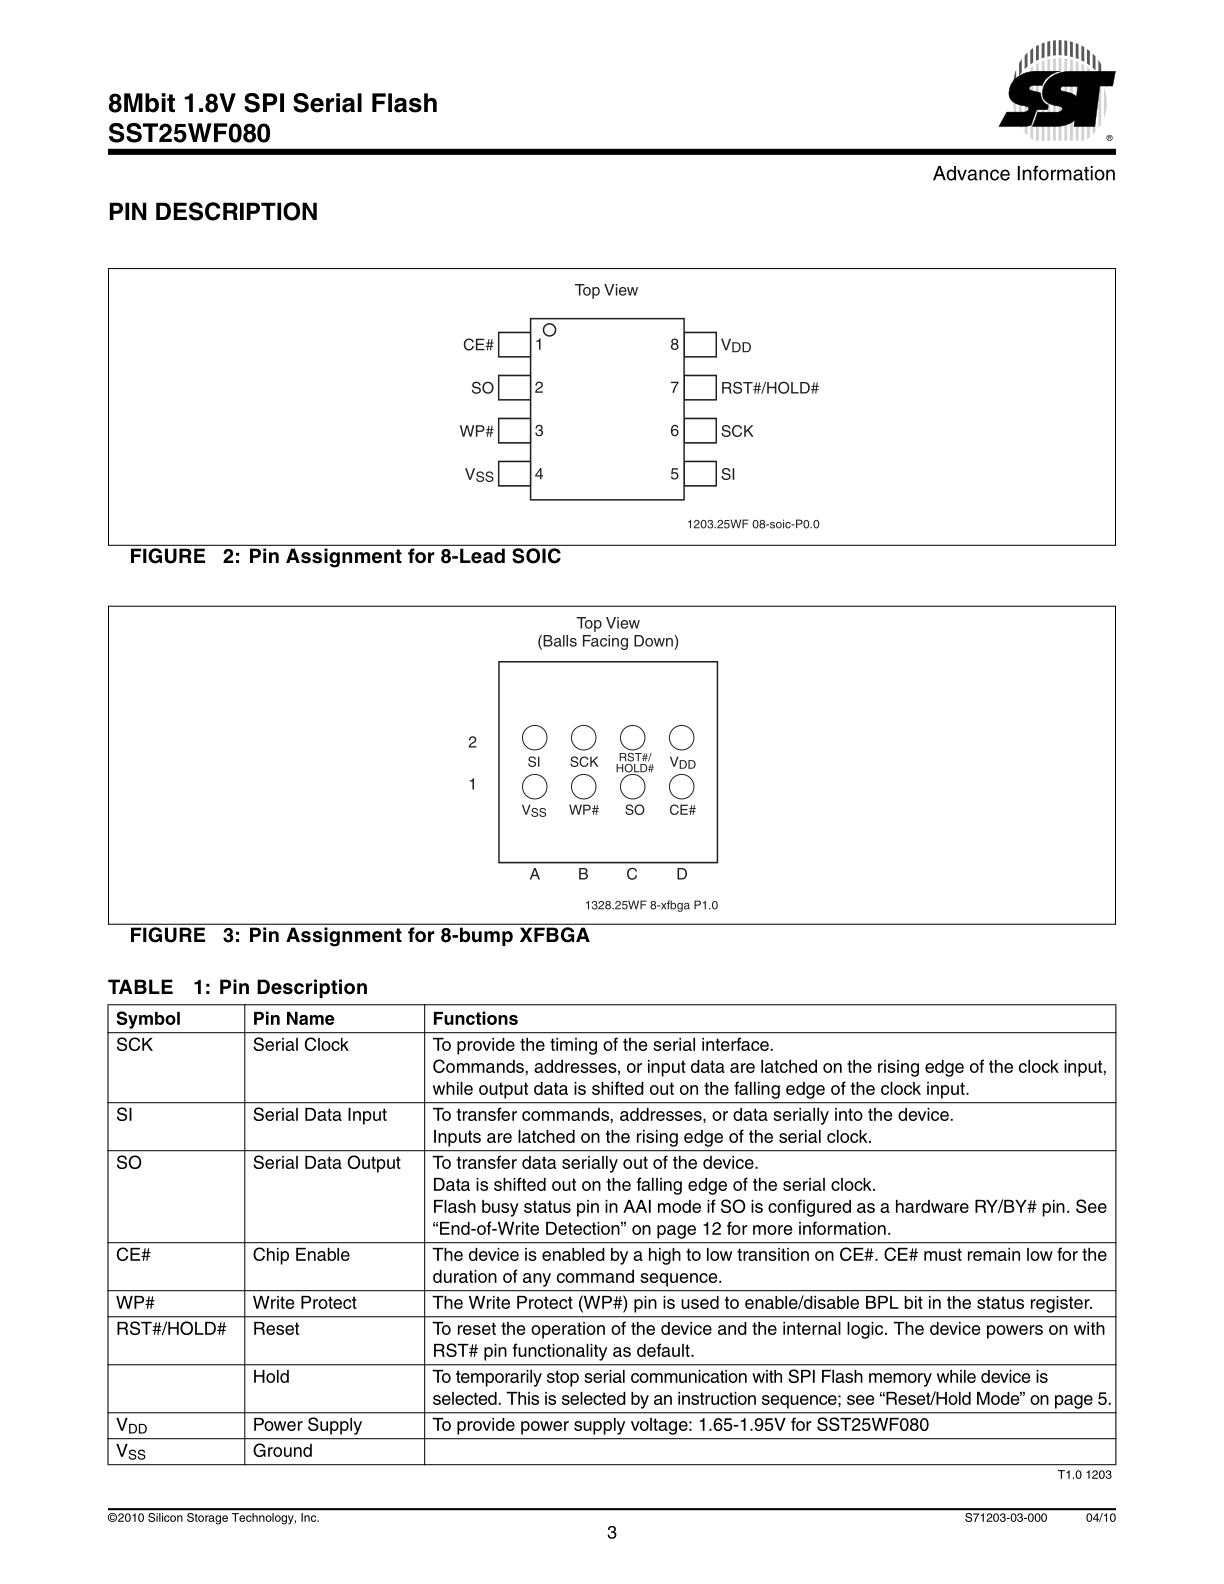 8Mbit 1.8V SPI Serial Flash
SST25WF080
SST
®
Advance Information
PIN DESCRIPTION
Top View
CE# 1 8 VDD
SO 2 7 RST#/HOLD#
WP# 3 6 SCK
VSS 4 5 SI
1203.25WF 08-soic-P0.0
FIGURE 2: Pin Assignment for 8-Lead SOIC
Top View
(Balls Facing Down)
2
SI SCK RST#/ HOLD# VDD
1
VSS WP# SO CE#
A B C D
1328.25WF 8-xfbga P1.0
FIGURE 3: Pin Assignment for 8-bump XFBGA
TABLE 1: Pin Description
Symbol Pin Name Functions
SCK Serial Clock To provide the timing of the serial interface.
Commands, addresses, or input data are latched on the rising edge of the clock input,
while output data is shifted out on the falling edge of the clock input.
SI Serial Data Input To transfer commands, addresses, or data serially into the device.
Inputs are latched on the rising edge of the serial clock.
SO Serial Data Output To transfer data serially out of the device.
Data is shifted out on the falling edge of the serial clock.
Flash busy status pin in AAI mode if SO is configured as a hardware RY/BY# pin. See
“End-of-Write Detection” on page 12 for more information.
CE# Chip Enable The device is enabled by a high to low transition on CE#. CE# must remain low for the
duration of any command sequence.
WP# Write Protect The Write Protect (WP#) pin is used to enable/disable BPL bit in the status register.
RST#/HOLD# Reset To reset the operation of the device and the internal logic. The device powers on with
RST# pin functionality as default.
Hold To temporarily stop serial communication with SPI Flash memory while device is
selected. This is selected by an instruction sequence; see “Reset/Hold Mode” on page 5.
VDD Power Supply To provide power supply voltage: 1.65-1.95V for SST25WF080
VSS Ground
T1.0 1203
©2010 Silicon Storage Technology, Inc. S71203-03-000 04/10
3